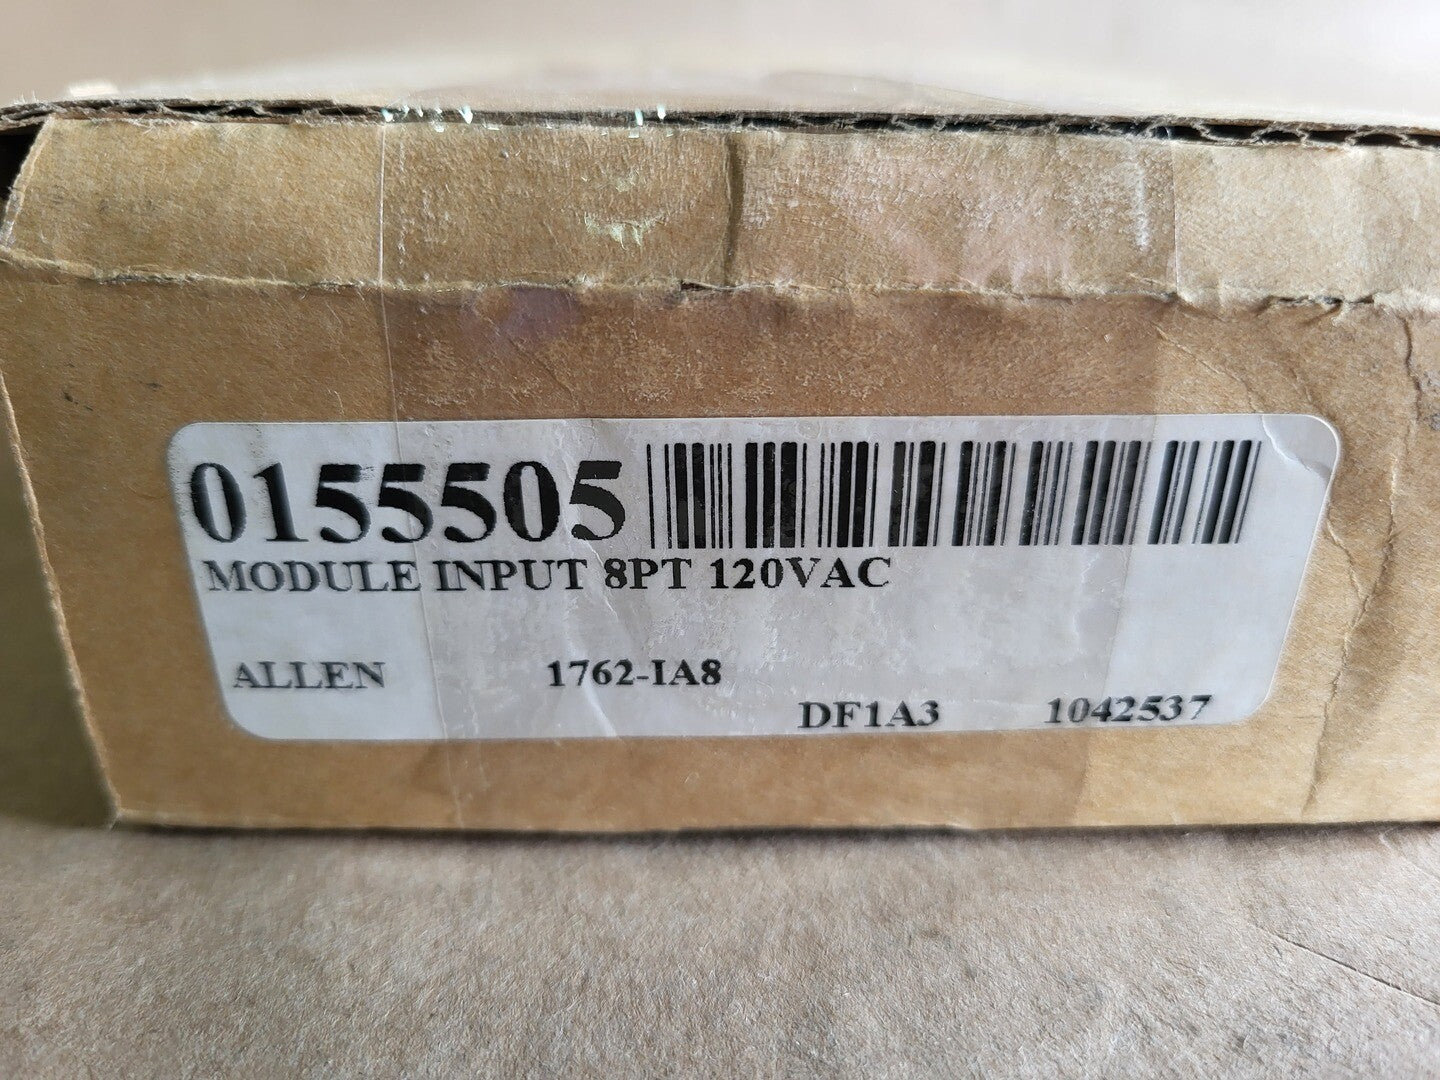 0155505
MODULE INPUT 8PT 120VAC
ALLEN 1762-IA8
DF1A3 1042537